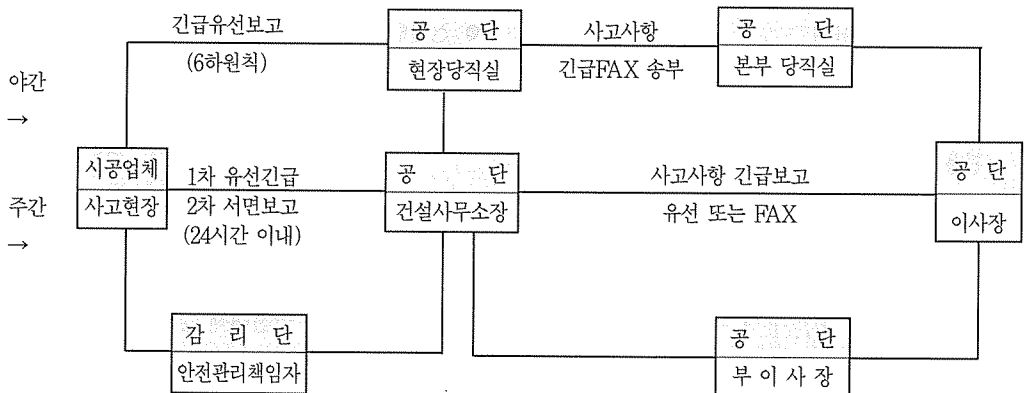 긴급유선보고
(6하원칙)
공 단
현장당직실
사고사항
긴급FAX 송부
공 단
본부 당직실
야간
→
시공업체
사고현장
1차 유선긴급
2차 서면보고
(24시간 이내)
공 단
건설사무소장
사고사항 긴급보고
유선 또는 FAX
공 단
이사장
주간
→
감 리 단
안전관리책임자
공 단
부 이 사 장